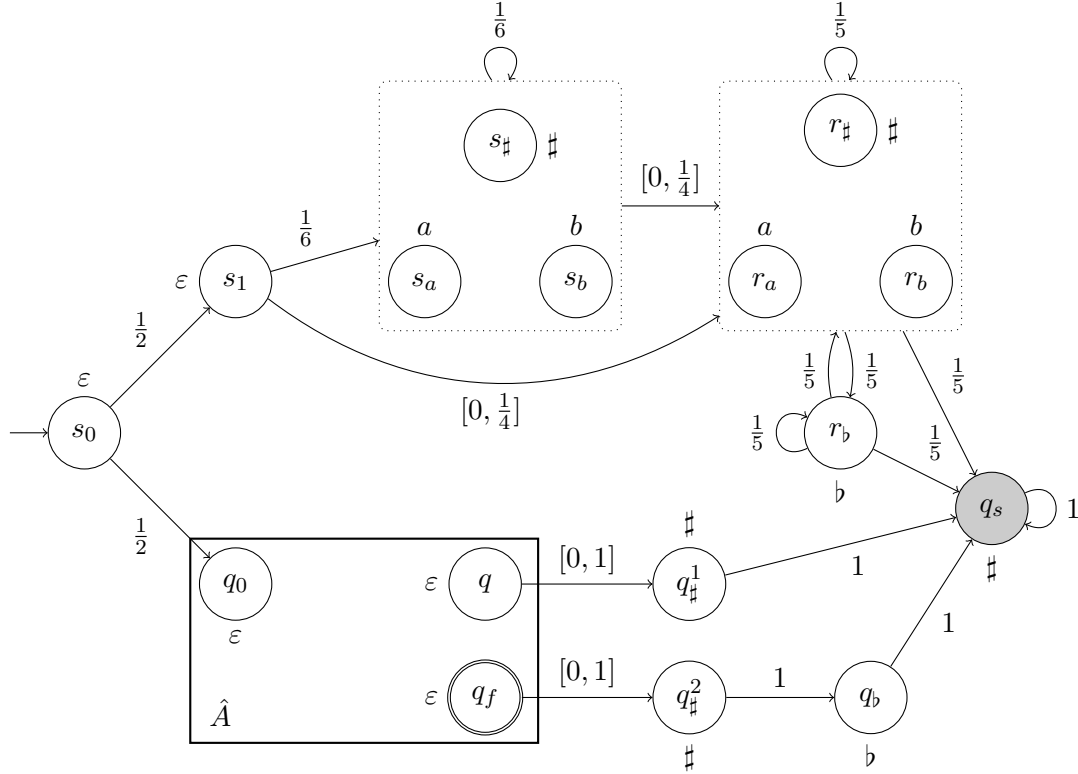 1/6
1/5
s♯ ♯
r♯ ♯
[0, 1/4]
1/6
a b
a b
ε s1
sa sb
ra rb
1/2
[0, 1/4]
1/5 1/5
1/5
ε
s0
1/5 r♭
1/5
♭
1/2
qs 1
♯
♯
q0
ε
ε q [0, 1] q♯^1
1
1
ε qf [0, 1] q♯^2 1 q♭
Â
♯ ♭